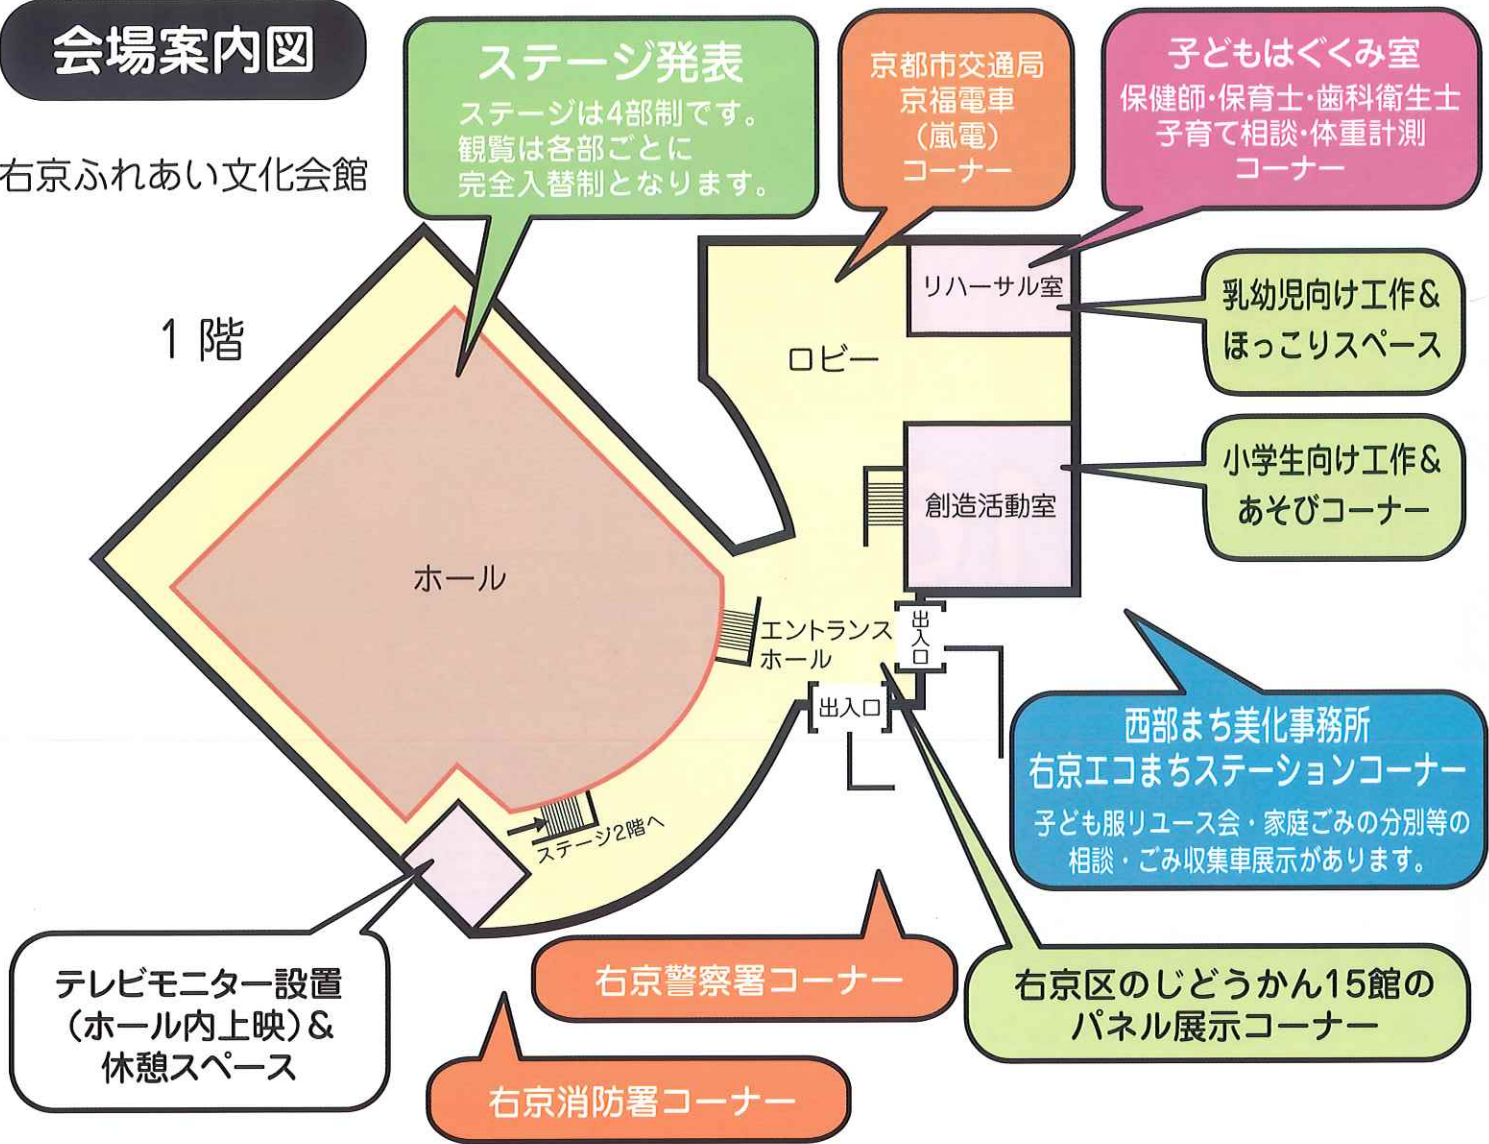 会場案内図
右京ふれあい文化会館
1階
ステージ発表
ステージは4部制です。
観覧は各部ごとに
完全入替制となります。
京都市交通局
京福電車
(嵐電)
コーナー
子どもはぐくみ室
保健師・保育士・歯科衛生士
子育て相談・体重計測
コーナー
リハーサル室
乳幼児向け工作&
ほっこりスペース
ロビー
小学生向け工作&
あそびコーナー
創造活動室
ホール
エントランス
ホール
出入口
出入口
ステージ2階へ
西部まち美化事務所
右京エコまちステーションコーナー
子ども服リユース会・家庭ごみの分別等の
相談・ごみ収集車展示があります。
テレビモニター設置
(ホール内上映)&
休憩スペース
右京警察署コーナー
右京区のじどうかん15館の
パネル展示コーナー
右京消防署コーナー